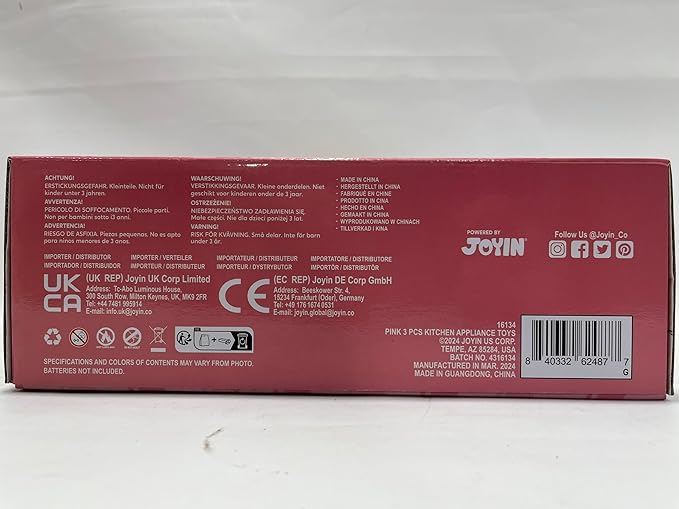 ACHTUNG!
ERSTICKUNGSGEFAHR. Kleinteile. Nicht für
kinder unter 3 jahren.
AVVERTENZA!
PERICOLO DI SOFFOCAMENTO. Piccole parti.
Non per bambini sotto i3 anni.
ADVERTENCIA!
RIESGO DE ASFIXIA. Piezas pequenas. No es apto
para ninos menores de 3 anos.
WAARSCHUWING!
VERSTIKKINGSGEVAAR. Kleine onderdelen. Niet
geschikt voor kinderen onder de 3 jaar.
OSTRZEŻENIE!
NIEBEZPIECZEŃSTWO ZADŁAWIENIA SIĘ.
Małe części. Nie dla dzieci poniżej 3 lat.
VARNING!
RISK FÖR KVÄVNING. Små delar. Inte för barn
under 3 år.
• MADE IN CHINA
• HERGESTELLT IN CHINA
• FABRIQUÉ EN CHINE
• PRODOTTO IN CINA
• HECHO EN CHINA
• GEMAAKT IN CHINA
• WYPRODUKOWANO W CHINACH
• TILLVERKAD I KINA
POWERED BY
JOYIN
Follow Us @Joyin_Co
IMPORTER / DISTRIBUTOR
IMPORTADOR / DISTRIBUIDOR
IMPORTER / VERTEILER
IMPORTEUR / DISTRIBUTEUR
IMPORTATEUR / DISTRIBUTEUR
IMPORTEUR / DYSTRYBUTOR
IMPORTATORE / DISTRIBUTORE
IMPORTÖR / DISTRIBUTÖR
UK
CA
(UK REP) Joyin UK Corp Limited
Address: To-Abo Luminous House,
300 South Row, Milton Keynes, UK, MK9 2FR
Tel: +44 7481 995914
E-mail: info.uk@joyin.co
CE
(EC REP) Joyin DE Corp GmbH
Address: Beeskower Str. 4,
15234 Frankfurt (Oder), Germany
Tel: +49 176 1674 0531
E-mail: joyin.global@joyin.co
SPECIFICATIONS AND COLORS OF CONTENTS MAY VARY FROM PHOTO.
BATTERIES NOT INCLUDED.
16134
PINK 3 PCS KITCHEN APPLIANCE TOYS
©2024 JOYIN US CORP.
TEMPE, AZ 85284, USA
BATCH NO. 4316134
MANUFACTURED IN MAR. 2024
MADE IN GUANGDONG, CHINA
8 40332 62487 7
G